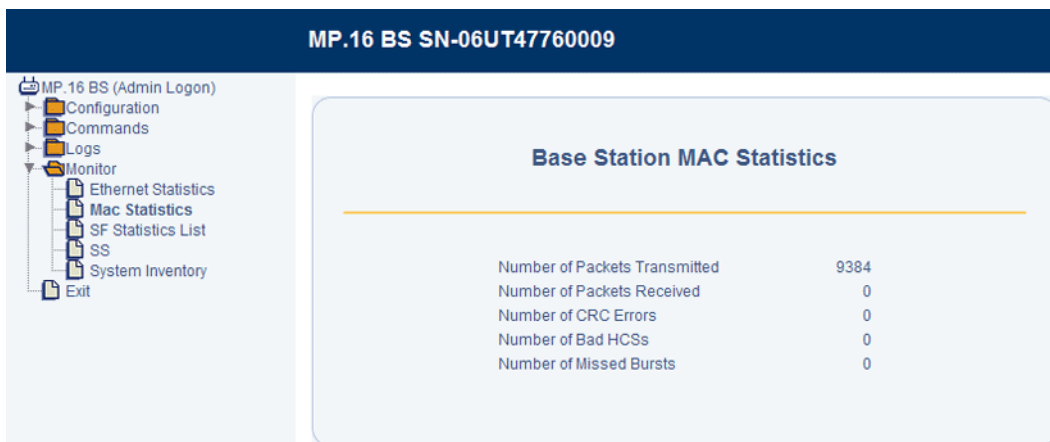 MP.16 BS SN-06UT47760009
MP.16 BS (Admin Logon)
Configuration
Commands
Logs
Monitor
Ethernet Statistics
Mac Statistics
SF Statistics List
SS
System Inventory
Exit
Base Station MAC Statistics
Number of Packets Transmitted 9384
Number of Packets Received 0
Number of CRC Errors 0
Number of Bad HCSs 0
Number of Missed Bursts 0